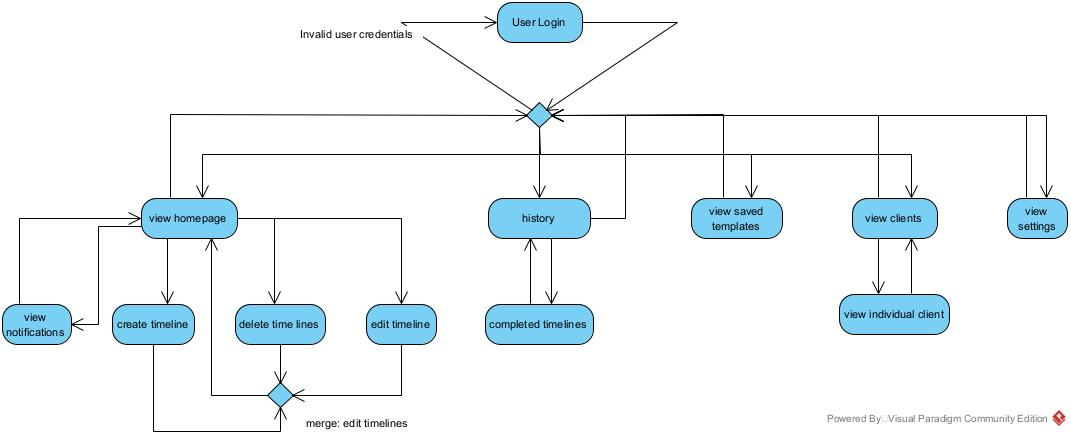 User Login
Invalid user credentials
view homepage
history
view saved
templates
view clients
view
settings
view
notifications
create timeline
delete time lines
edit timeline
completed timelines
view individual client
merge: edit timelines
Powered By□Visual Paradigm Community Edition